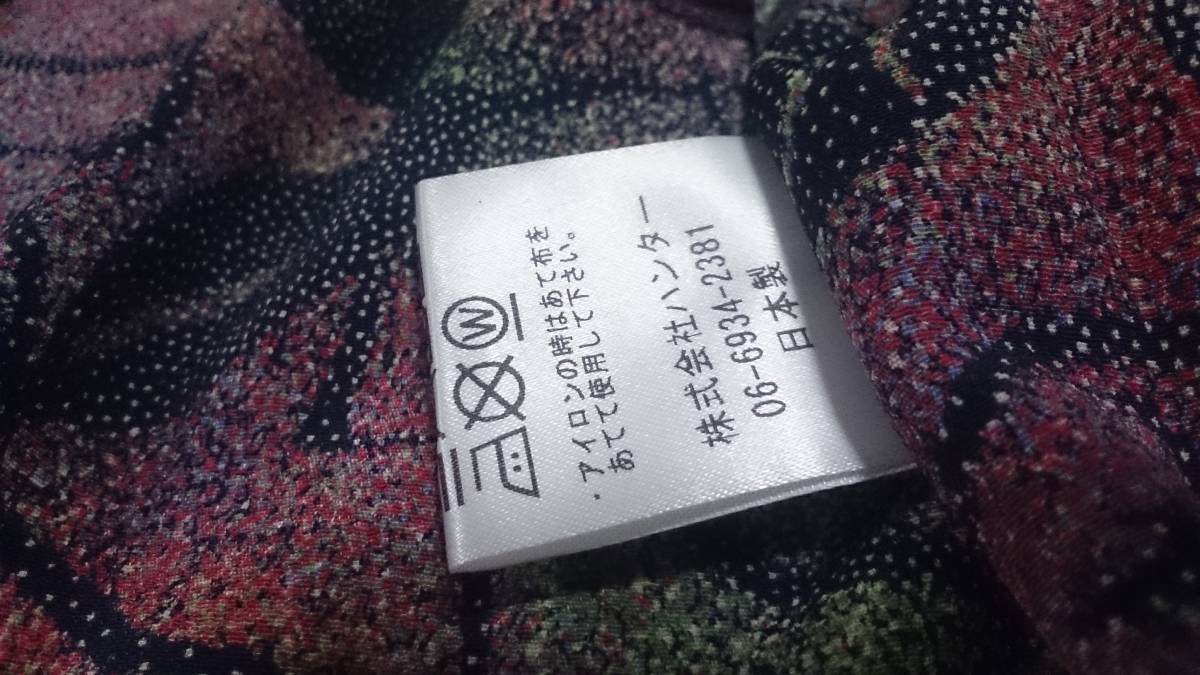 ・アイロンの時はあて布を
あてて使用して下さい。
株式会社ハンター
06-6934-2381
日本製